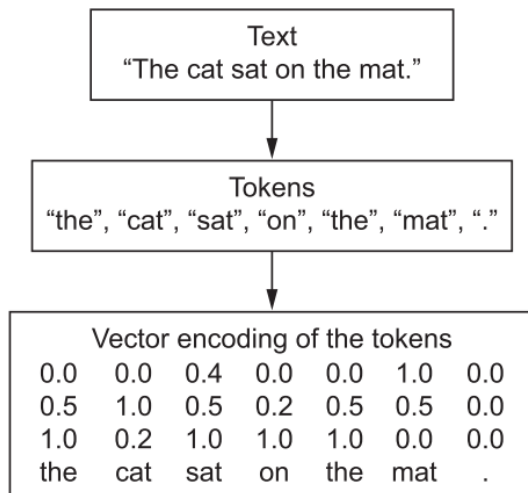 Text
“The cat sat on the mat.”
Tokens
“the”, “cat”, “sat”, “on”, “the”, “mat”, “.”
Vector encoding of the tokens
0.0 0.0 0.4 0.0 0.0 1.0 0.0
0.5 1.0 0.5 0.2 0.5 0.5 0.0
1.0 0.2 1.0 1.0 1.0 0.0 0.0
the cat sat on the mat .